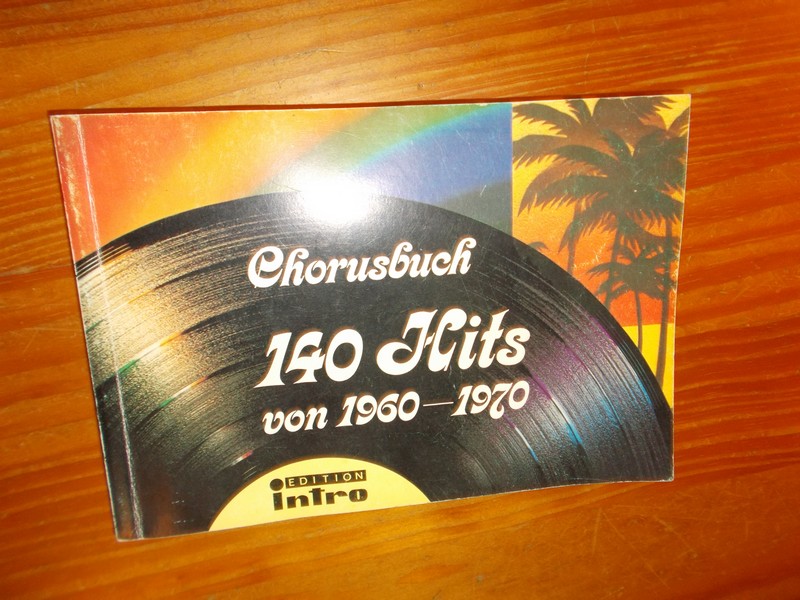 Chorusbuch
140 Hits
von 1960—1970
EDITION
intro